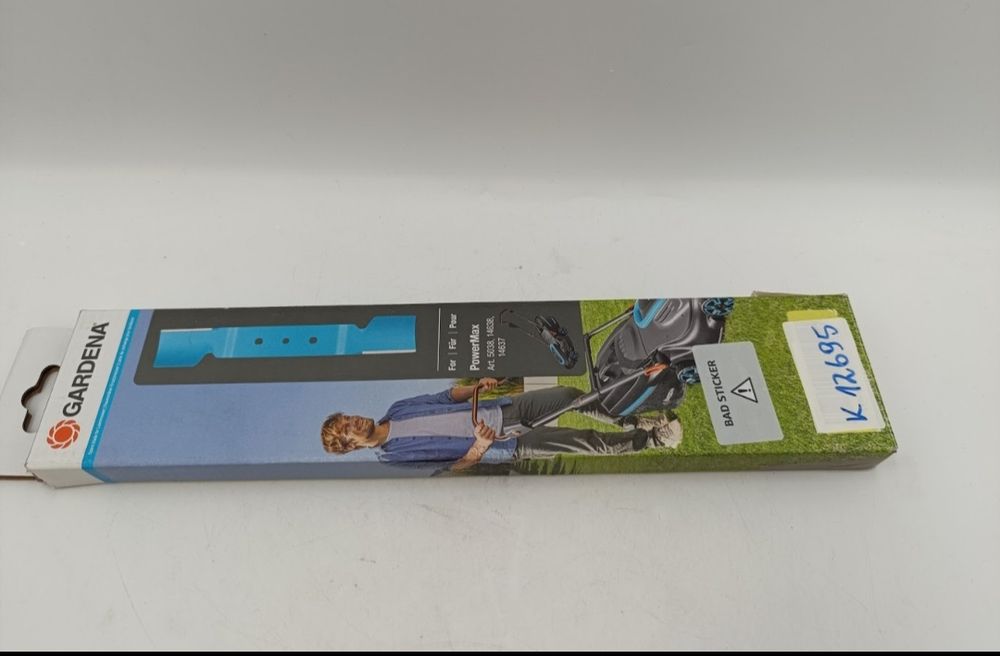 GARDENA
For | Für | Pour
PowerMax
Art. 5038, 14638,
14637
BAD STICKER
K 12695